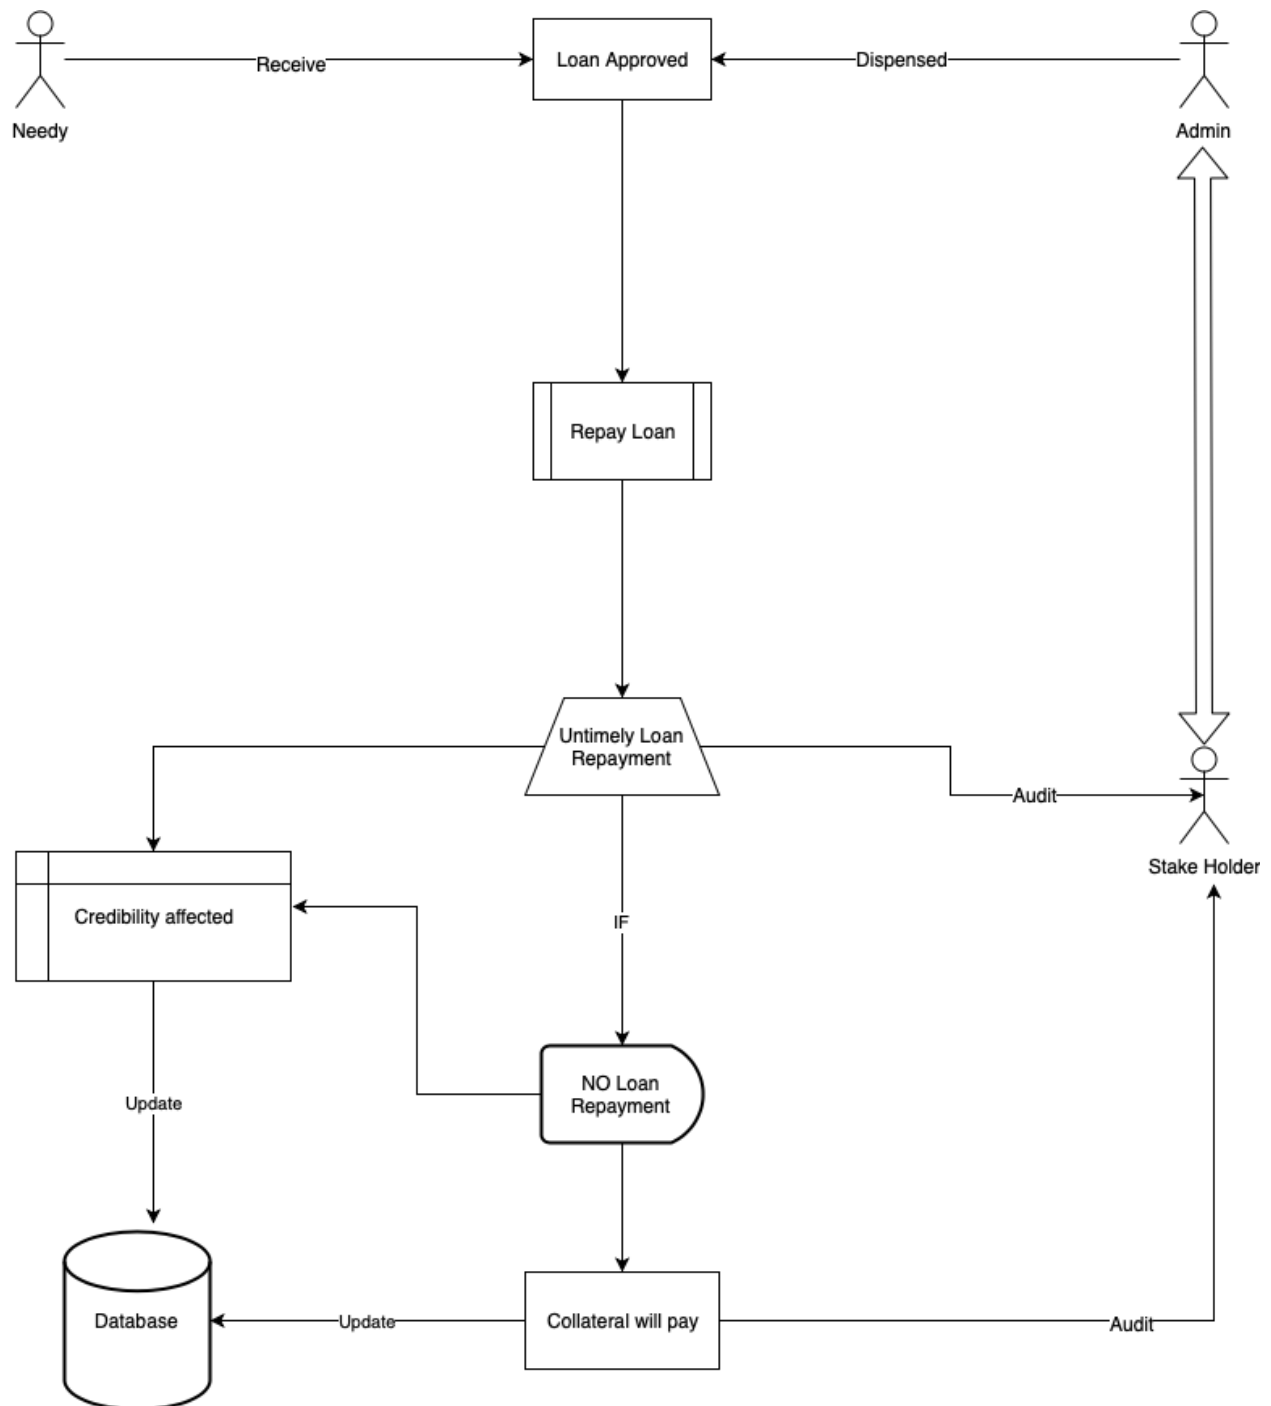 Receive
Loan Approved
Dispensed
Needy
Admin
Repay Loan
Untimely Loan
Repayment
Audit
Stake Holder
Credibility affected
IF
NO Loan
Repayment
Update
Database
Update
Collateral will pay
Audit